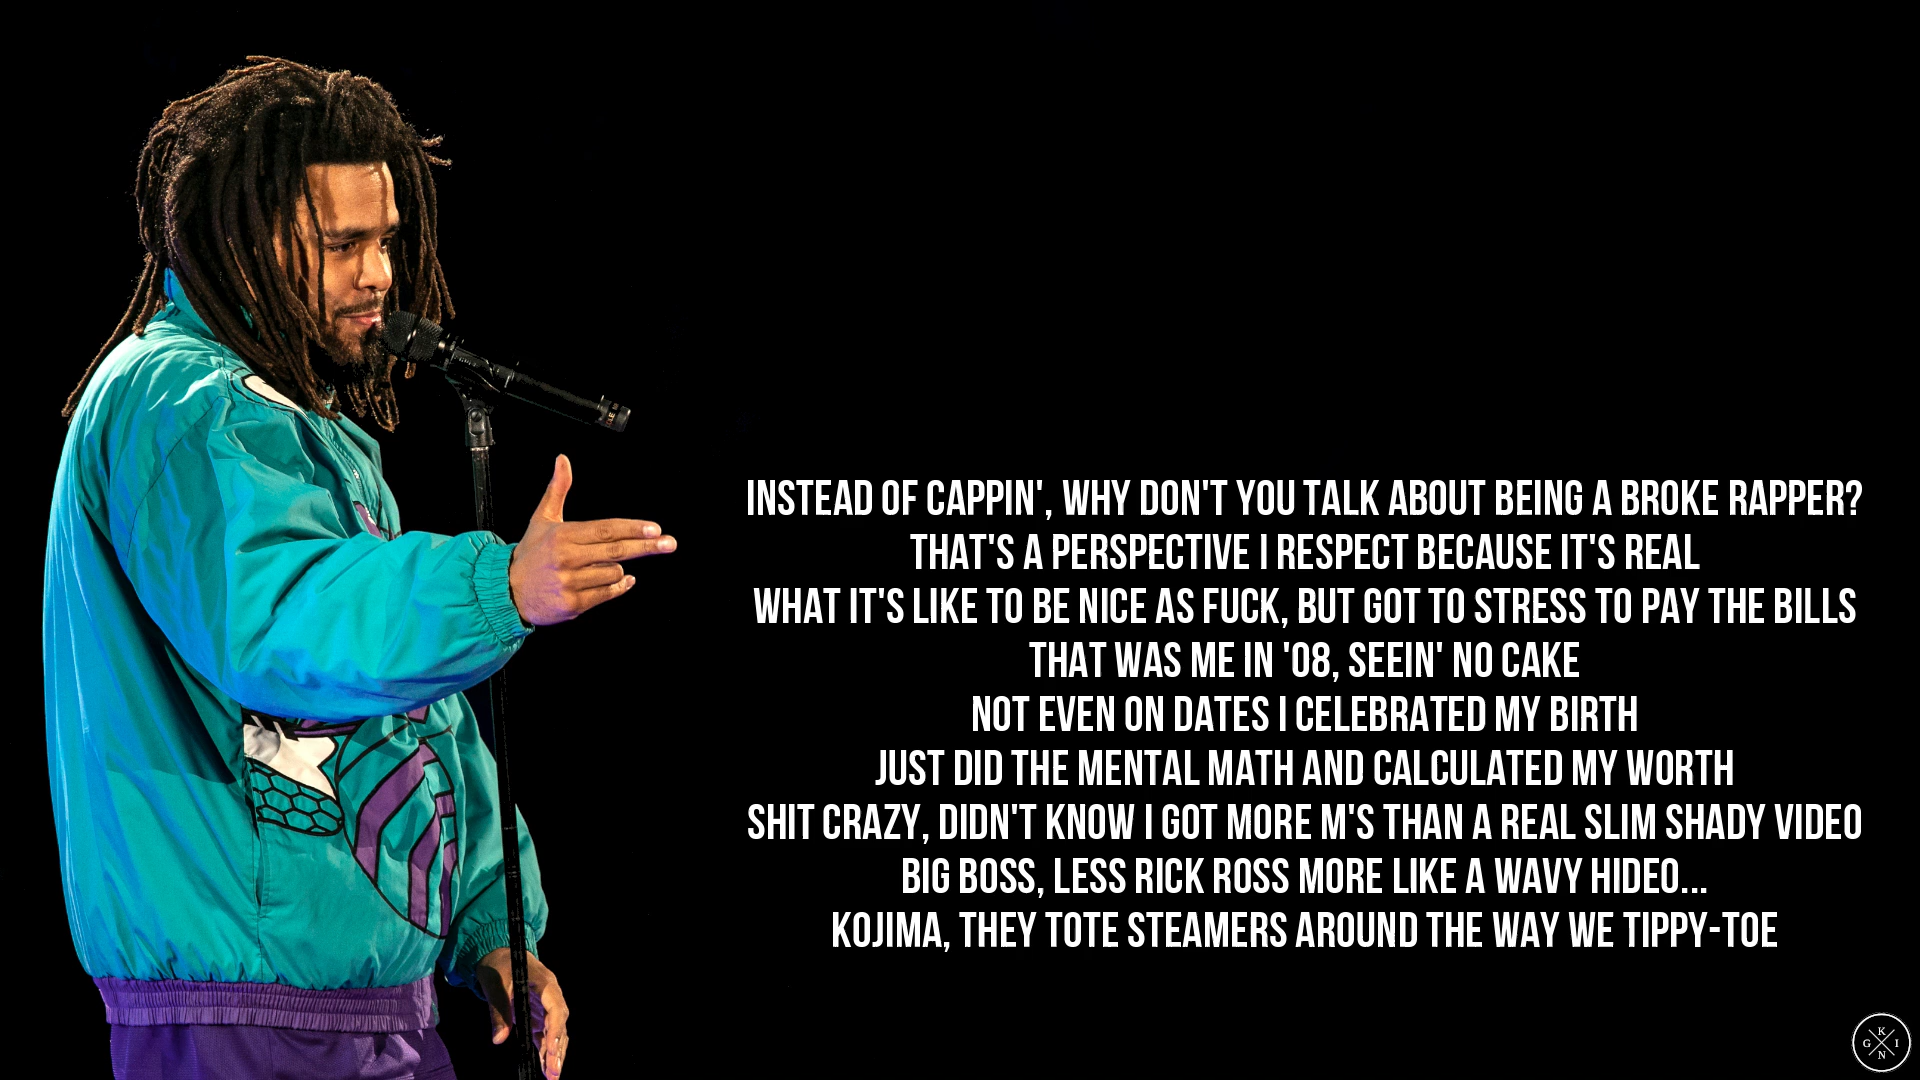 INSTEAD OF CAPPIN', WHY DON'T YOU TALK ABOUT BEING A BROKE RAPPER?
THAT'S A PERSPECTIVE I RESPECT BECAUSE IT'S REAL
WHAT IT'S LIKE TO BE NICE AS FUCK, BUT GOT TO STRESS TO PAY THE BILLS
THAT WAS ME IN '08, SEEIN' NO CAKE
NOT EVEN ON DATES I CELEBRATED MY BIRTH
JUST DID THE MENTAL MATH AND CALCULATED MY WORTH
SHIT CRAZY, DIDN'T KNOW I GOT MORE M'S THAN A REAL SLIM SHADY VIDEO
BIG BOSS, LESS RICK ROSS MORE LIKE A WAVY HIDEO...
KOJIMA, THEY TOTE STEAMERS AROUND THE WAY WE TIPPY-TOE
K
G I
N